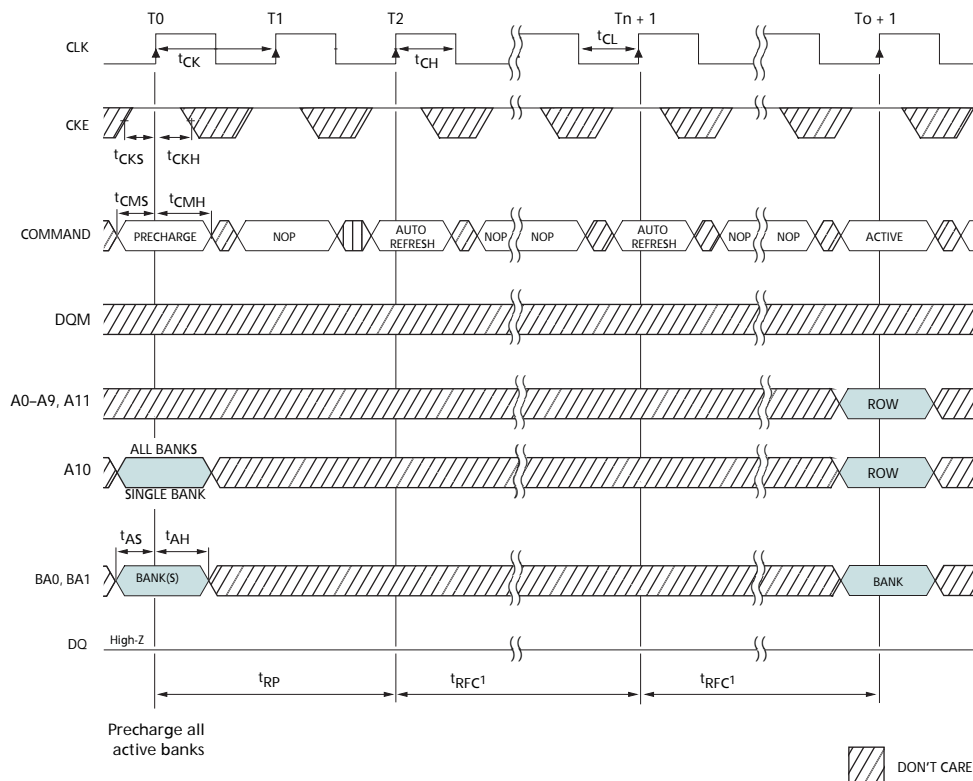 T0 T1 T2 Tn + 1 To + 1
CLK
tCK tCH tCL
CKE
tCKS tCKH
tCMS tCMH
COMMAND PRECHARGE NOP AUTO REFRESH NOP NOP AUTO REFRESH NOP NOP ACTIVE
DQM
A0–A9, A11 ROW
ALL BANKS
A10 ROW
SINGLE BANK
tAS tAH
BA0, BA1 BANK(S) BANK
DQ High-Z
tRP tRFC1 tRFC1
Precharge all
active banks
DON'T CARE